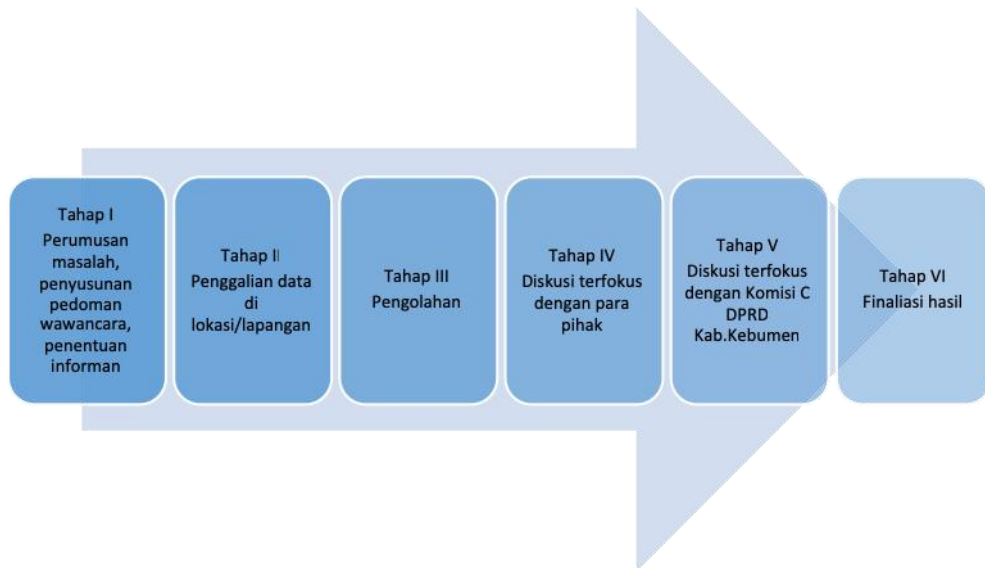 Tahap I
Perumusan
masalah,
penyusunan
pedoman
wawancara,
penentuan
informan
Tahap II
Penggalian data
di
lokasi/lapangan
Tahap III
Pengolahan
Tahap IV
Diskusi terfokus
dengan para
pihak
Tahap V
Diskusi terfokus
dengan Komisi C
DPRD
Kab.Kebumen
Tahap VI
Finaliasi hasil